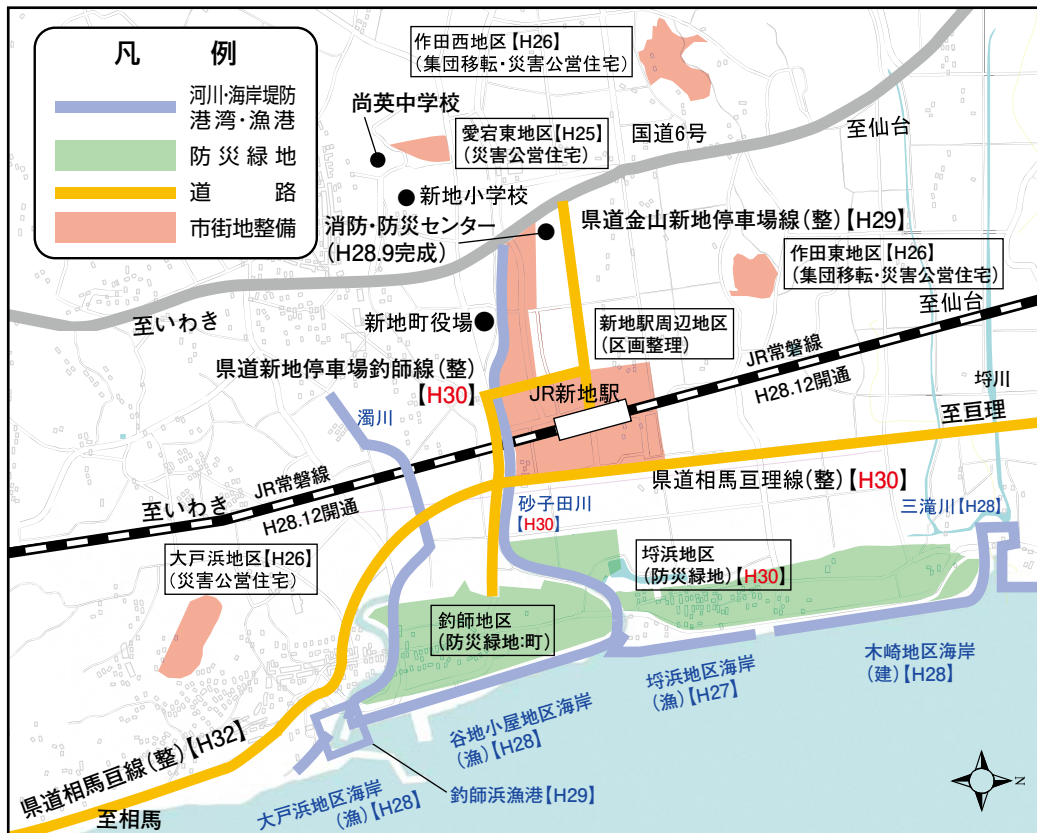 凡 例
河川・海岸堤防
港湾・漁港
防災緑地
道 路
市街地整備
作田西地区【H26】
(集団移転・災害公営住宅)
尚英中学校
愛宕東地区【H25】
(災害公営住宅)
国道6号
至仙台
新地小学校
消防・防災センター
(H28.9完成)
県道金山新地停車場線(整)【H29】
作田東地区【H26】
(集団移転・災害公営住宅)
至仙台
至いわき
新地町役場
新地駅周辺地区
(区画整理)
JR常磐線
H28.12開通
県道新地停車場釣師線(整)
【H30】
JR新地駅
埓川
至亘理
濁川
県道相馬亘理線(整)【H30】
至いわき
JR常磐線
H28.12開通
砂子田川
【H30】
三滝川【H28】
大戸浜地区【H26】
(災害公営住宅)
埓浜地区
(防災緑地)【H30】
釣師地区
(防災緑地:町)
木崎地区海岸
(建)【H28】
埓浜地区海岸
(漁)【H27】
谷地小屋地区海岸
(漁)【H28】
県道相馬亘線(整)【H32】
釣師浜漁港【H29】
大戸浜地区海岸
(漁)【H28】
至相馬
N